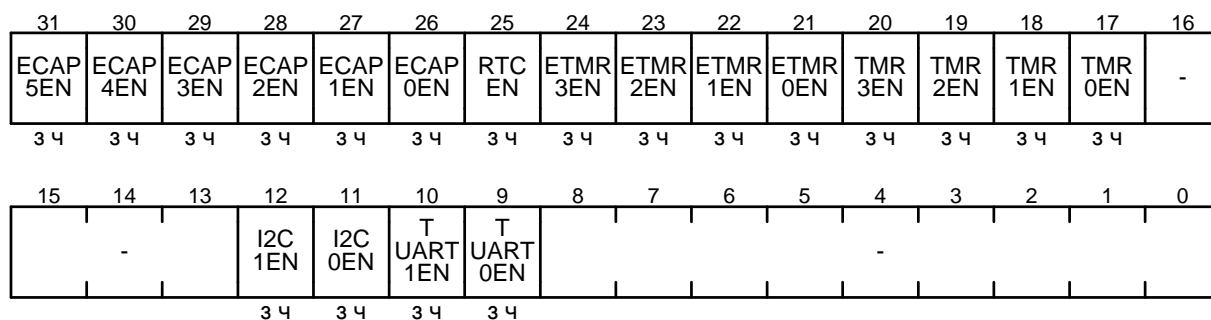 31 30 29 28 27 26 25 24 23 22 21 20 19 18 17 16
ECAP ECAP ECAP ECAP ECAP ECAP RTC ETMR ETMR ETMR ETMR TMR TMR TMR TMR -
5EN 4EN 3EN 2EN 1EN 0EN EN 3EN 2EN 1EN 0EN 3EN 2EN 1EN 0EN
з ч з ч з ч з ч з ч з ч з ч з ч з ч з ч з ч з ч з ч з ч з ч
15 14 13 12 11 10 9 8 7 6 5 4 3 2 1 0
- I2C I2C T T -
1EN 0EN UART UART
1EN 0EN
з ч з ч з ч з ч